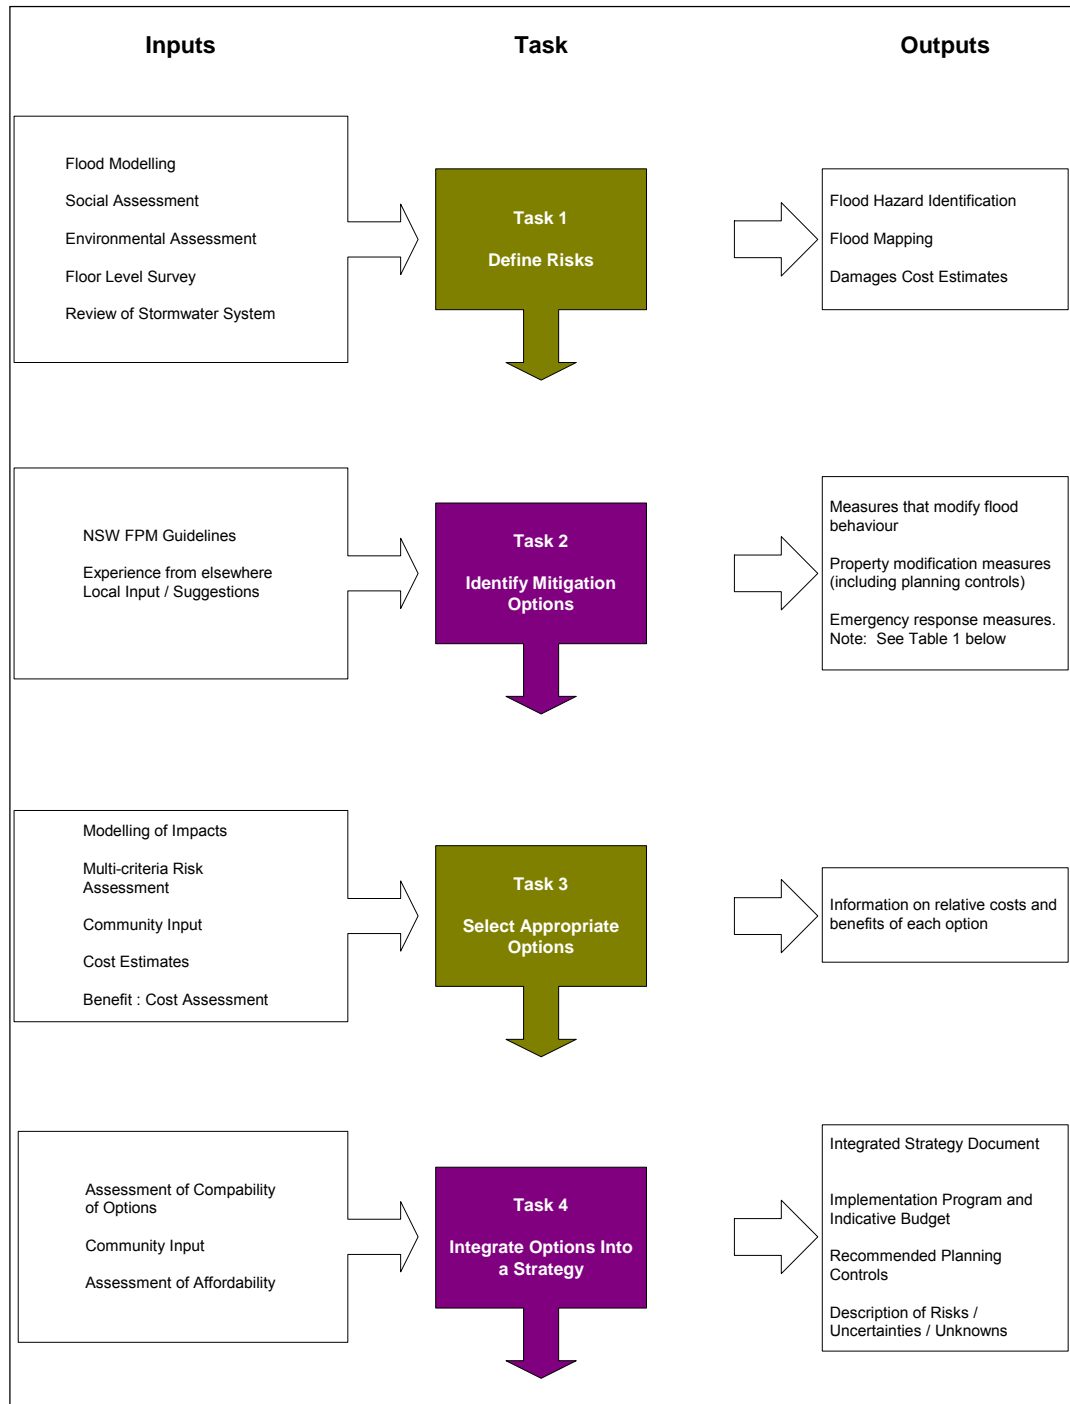 Inputs
Task
Outputs
Flood Modelling
Social Assessment
Environmental Assessment
Floor Level Survey
Review of Stormwater System
Task 1
Define Risks
Flood Hazard Identification
Flood Mapping
Damages Cost Estimates
NSW FPM Guidelines
Experience from elsewhere
Local Input / Suggestions
Task 2
Identify Mitigation
Options
Measures that modify flood
behaviour
Property modification measures
(including planning controls)
Emergency response measures.
Note:  See Table 1 below
Modelling of Impacts
Multi-criteria Risk
Assessment
Community Input
Cost Estimates
Benefit : Cost Assessment
Task 3
Select Appropriate
Options
Information on relative costs and
benefits of each option
Assessment of Compability
of Options
Community Input
Assessment of Affordability
Task 4
Integrate Options Into
a Strategy
Integrated Strategy Document
Implementation Program and
Indicative Budget
Recommended Planning
Controls
Description of Risks /
Uncertainties / Unknowns